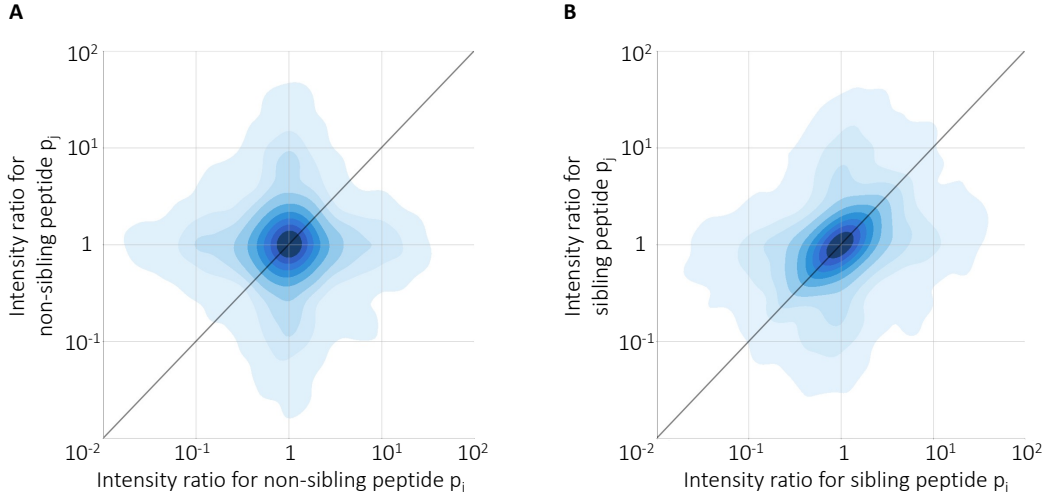 A
Intensity ratio for
non-sibling peptide pj
10²
10¹
1
10-1
10-2
10-1
1
10¹
10²
Intensity ratio for non-sibling peptide pi
B
Intensity ratio for
sibling peptide pj
10²
10¹
1
10-1
10-2
10-1
1
10¹
10²
Intensity ratio for sibling peptide pi